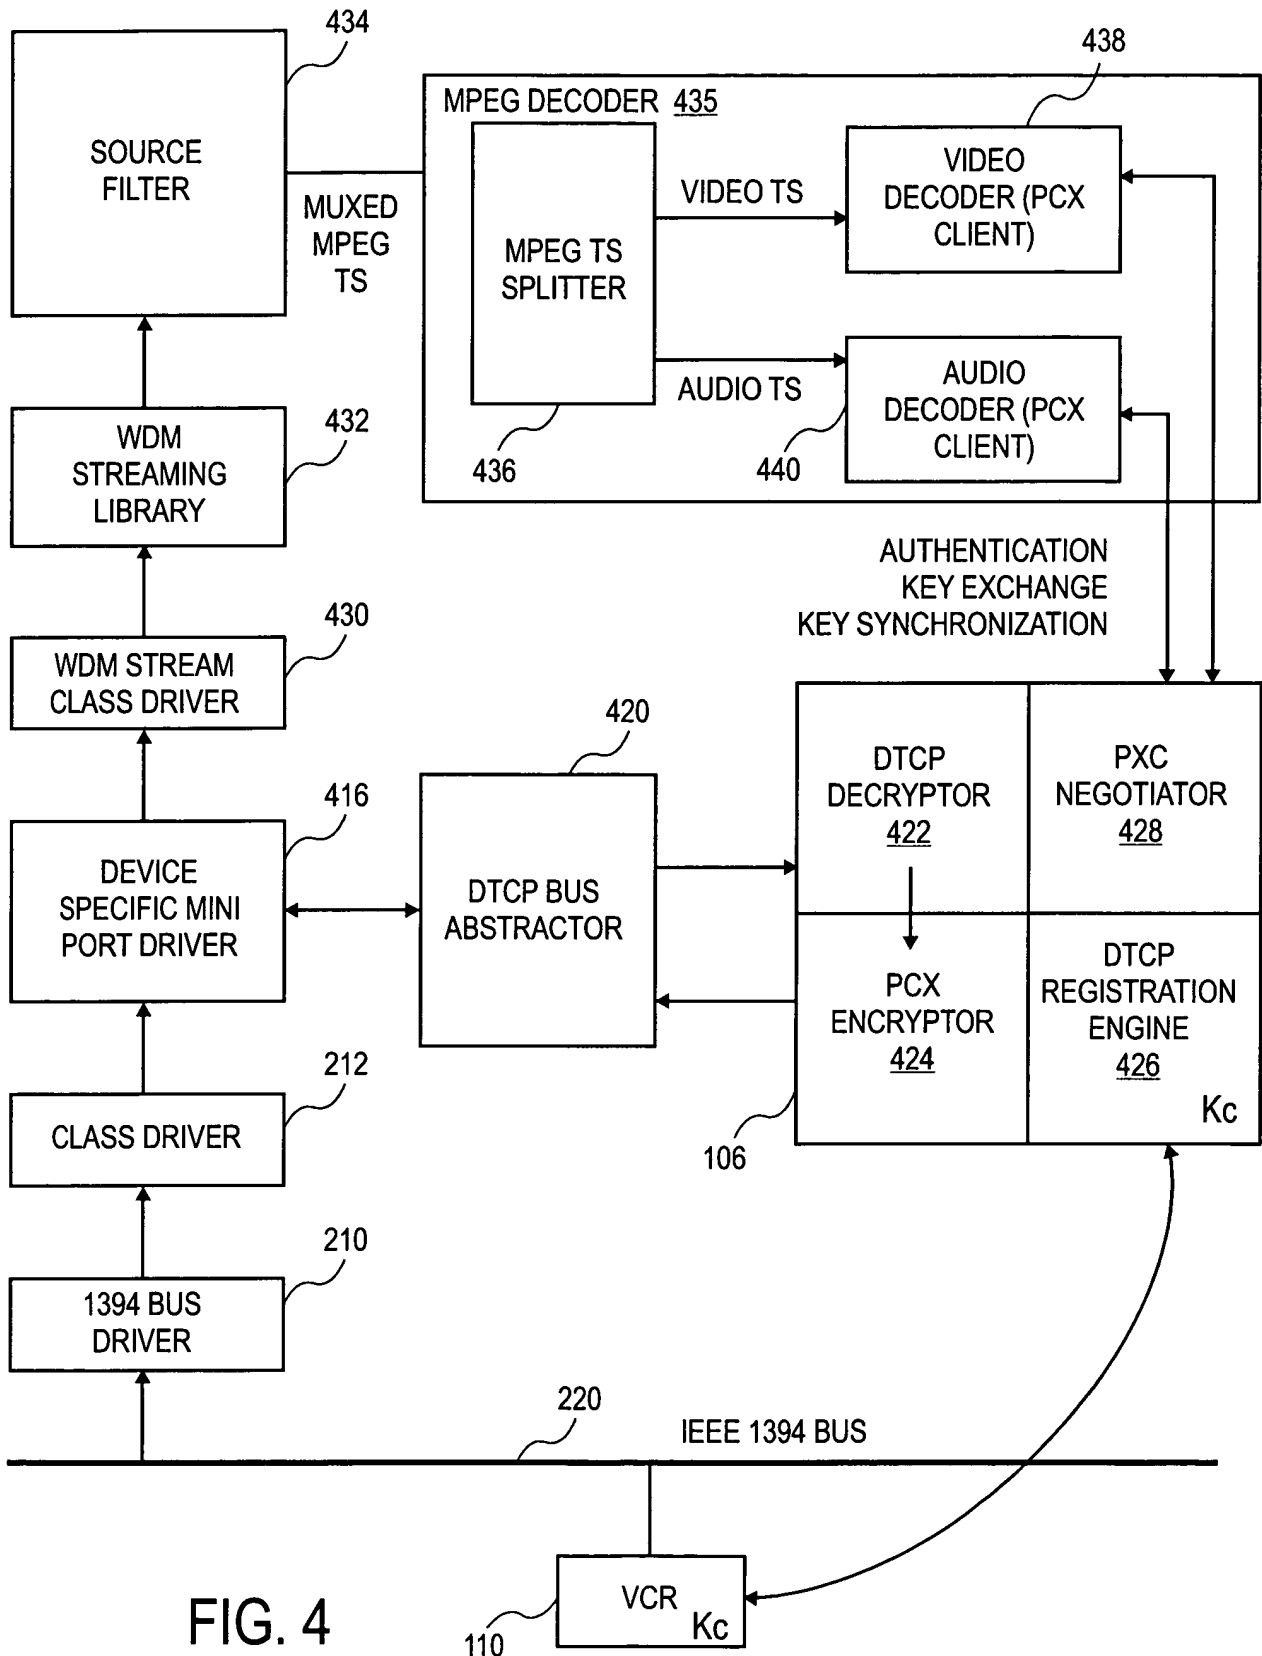 434
438
SOURCE
FILTER
MUXED
MPEG
TS
MPEG DECODER 435
MPEG TS
SPLITTER
436
VIDEO TS
AUDIO TS
VIDEO
DECODER (PCX
CLIENT)
AUDIO
DECODER (PCX
CLIENT)
440
WDM
STREAMING
LIBRARY
432
AUTHENTICATION
KEY EXCHANGE
KEY SYNCHRONIZATION
WDM STREAM
CLASS DRIVER
430
DEVICE
SPECIFIC MINI
PORT DRIVER
416
DTCP BUS
ABSTRACTOR
420
DTCP
DECRYPTOR
422
PXC
NEGOTIATOR
428
PCX
ENCRYPTOR
424
DTCP
REGISTRATION
ENGINE
426
Kc
106
CLASS DRIVER
212
1394 BUS
DRIVER
210
220
IEEE 1394 BUS
VCR
Kc
110
FIG. 4